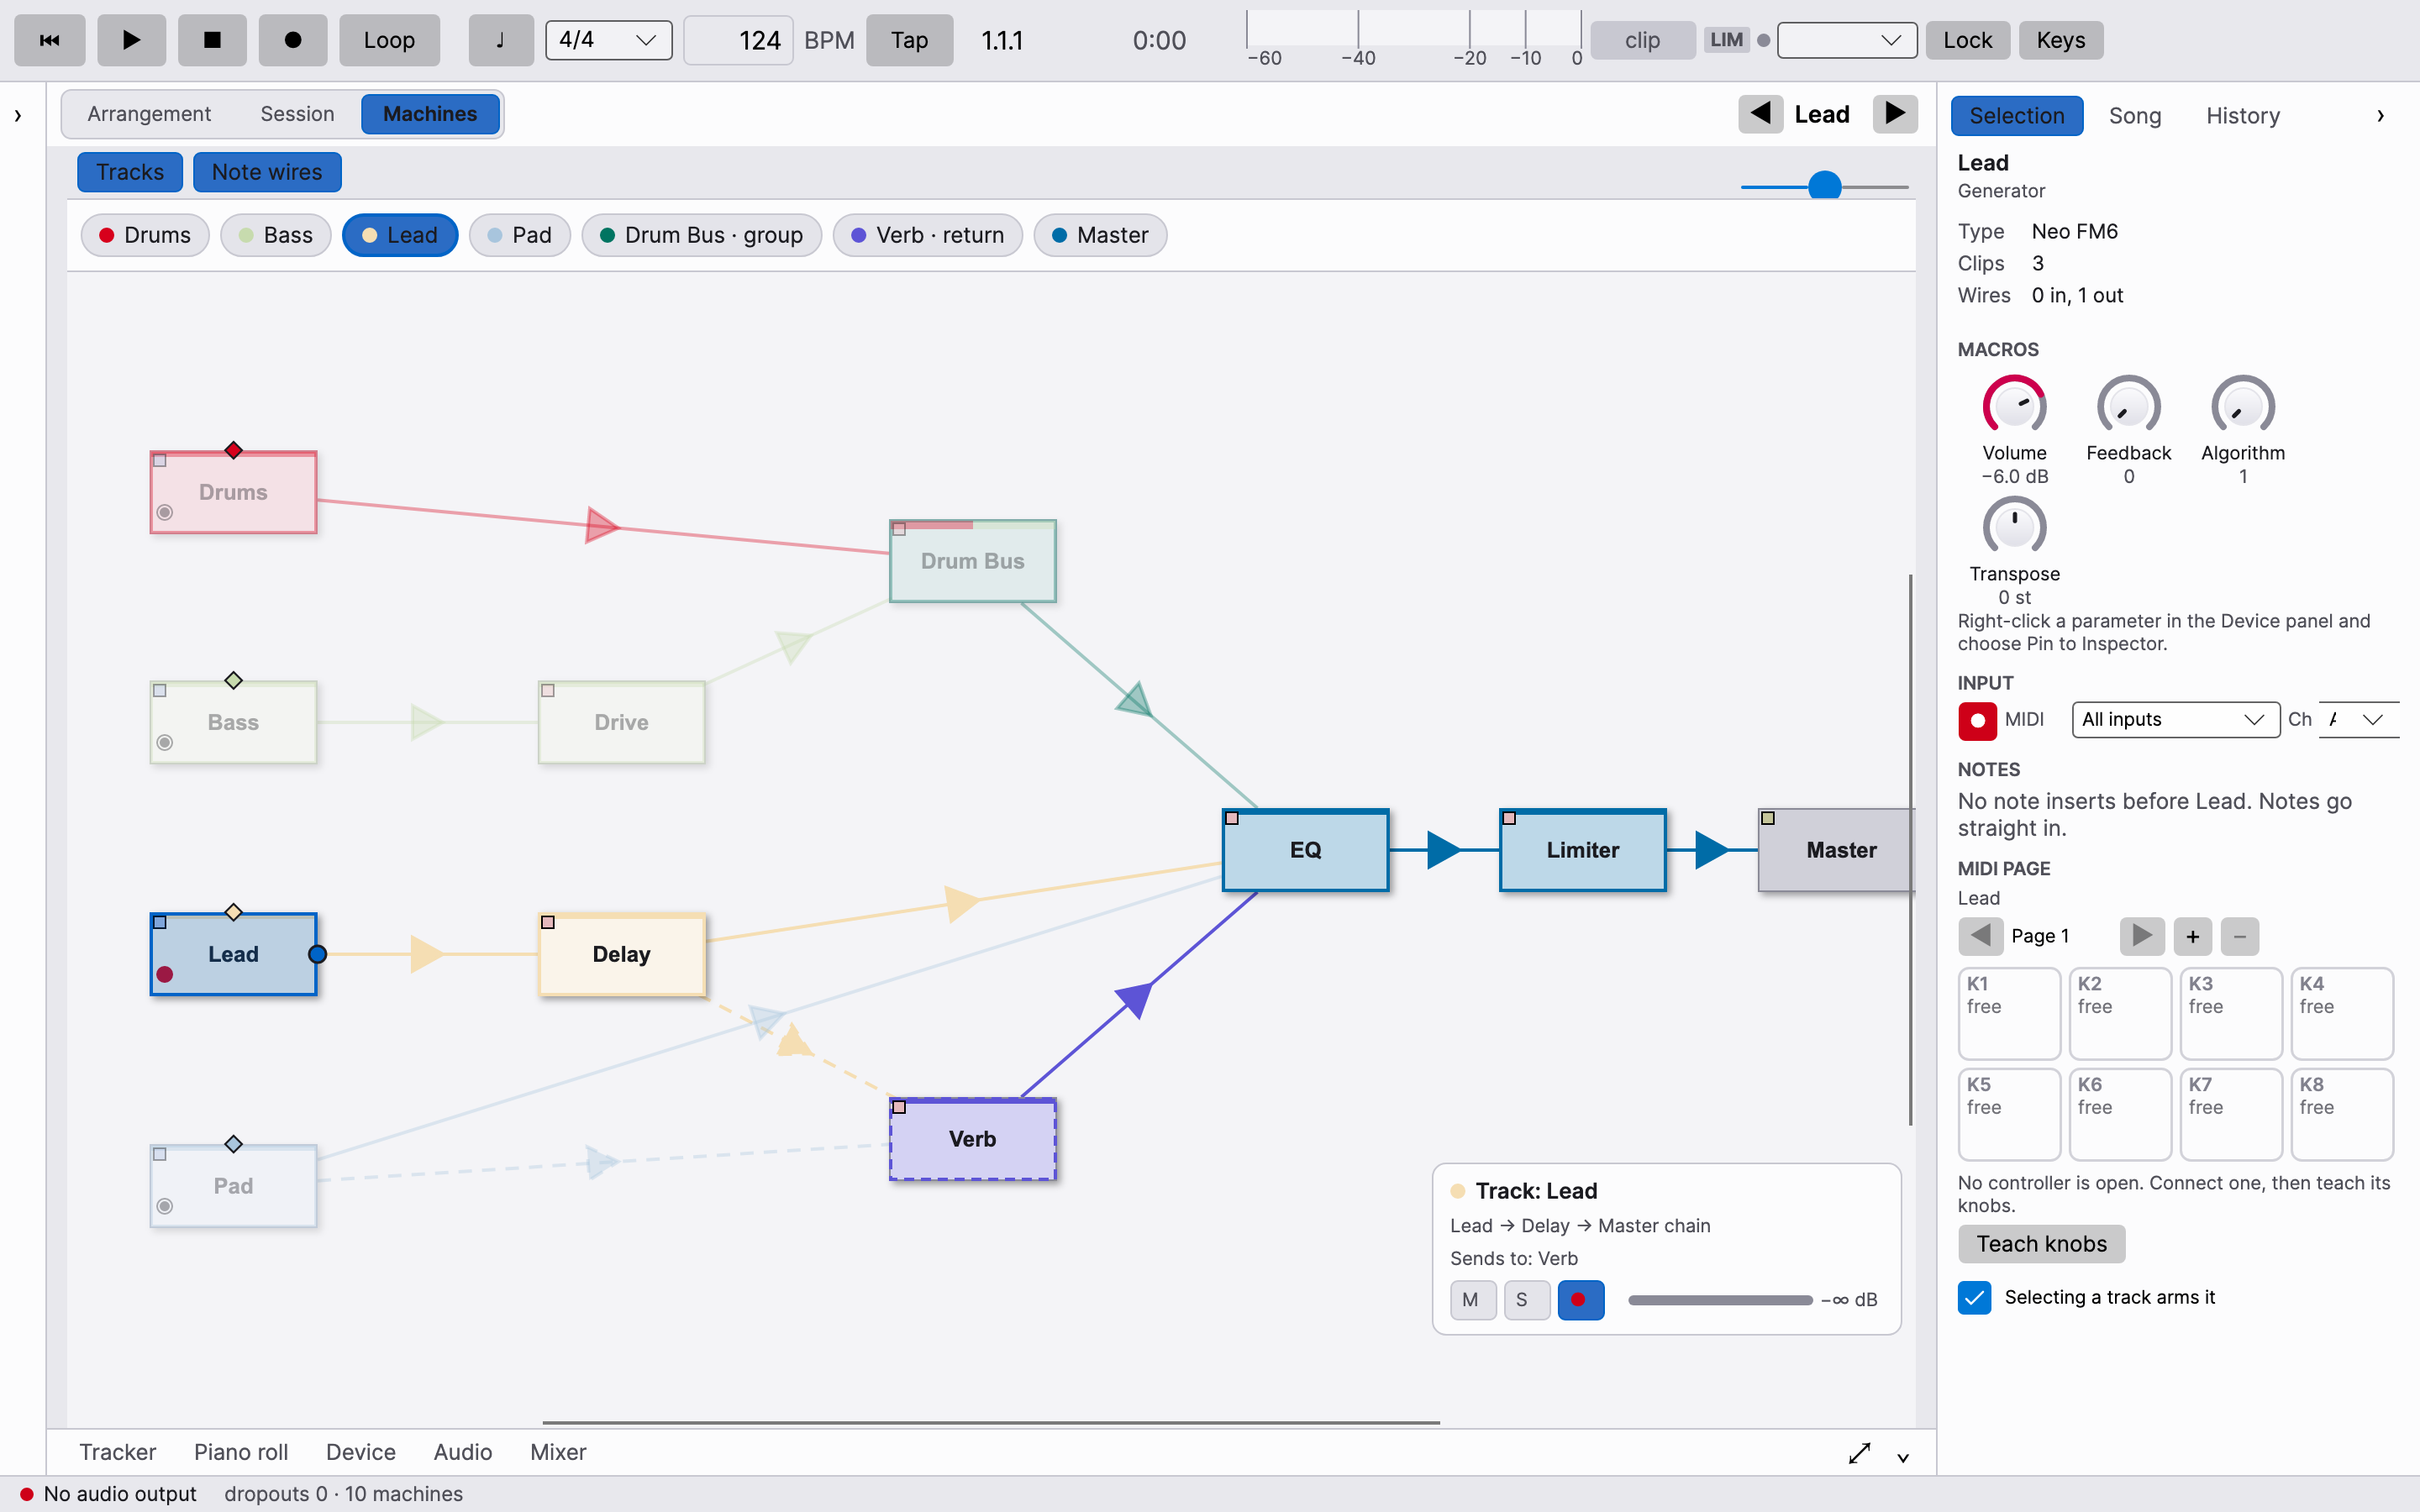 Loop
4/4
124 BPM
Tap
1.1.1
0:00
−60 −40 −20 −10 0
clip
LIM
Lock
Keys
Arrangement
Session
Machines
Lead
Tracks
Note wires
Drums
Bass
Lead
Pad
Drum Bus · group
Verb · return
Master
Drums
Drum Bus
Bass
Drive
EQ
Limiter
Master
Lead
Delay
Verb
Pad
Track: Lead
Lead → Delay → Master chain
Sends to: Verb
M
S
−∞ dB
Tracker
Piano roll
Device
Audio
Mixer
No audio output
dropouts 0 · 10 machines
Selection
Song
History
Lead
Generator
Type Neo FM6
Clips 3
Wires 0 in, 1 out
MACROS
Volume Feedback Algorithm
−6.0 dB 0 1
Transpose
0 st
Right-click a parameter in the Device panel and
choose Pin to Inspector.
INPUT
MIDI All inputs Ch
NOTES
No note inserts before Lead. Notes go
straight in.
MIDI PAGE
Lead
Page 1
+
−
K1 K2 K3 K4
free free free free
K5 K6 K7 K8
free free free free
No controller is open. Connect one, then teach its
knobs.
Teach knobs
Selecting a track arms it